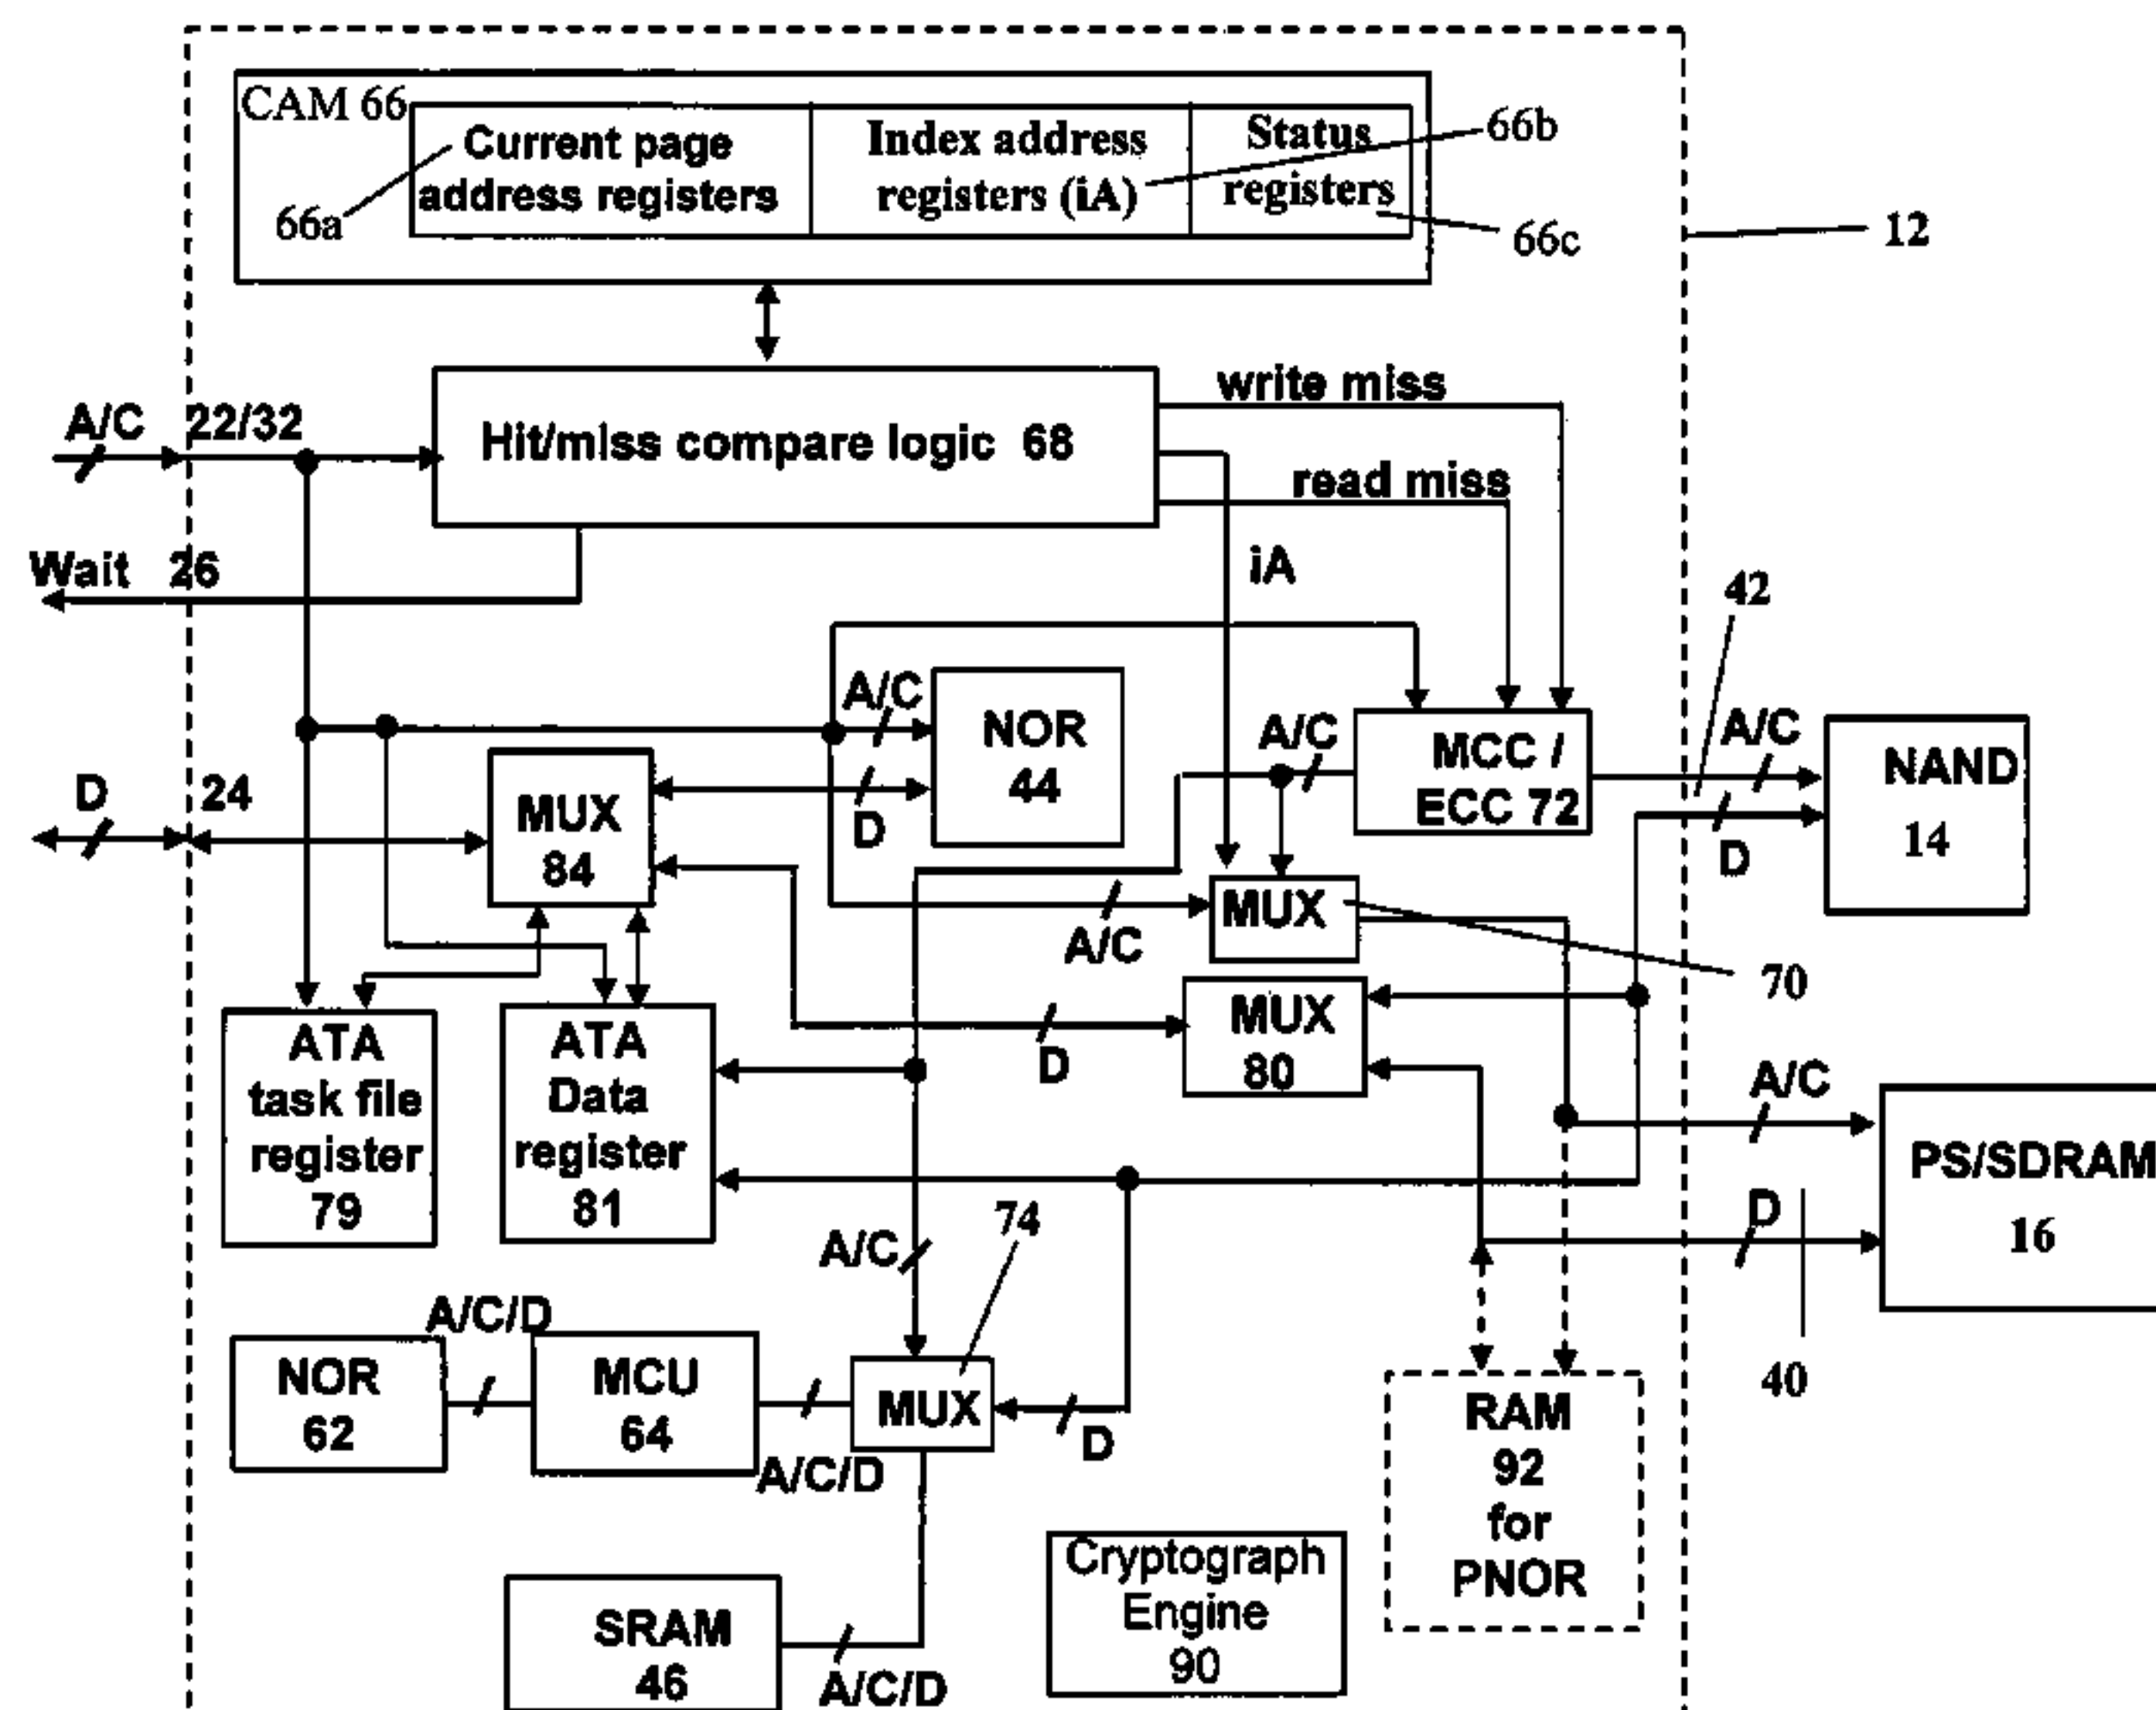 CAM 66
Current page
address registers
Index address
registers (iA)
Status
registers
66a
66b
66c
12
A/C 22/32
Hit/miss compare logic 68
write miss
read miss
Wait 26
iA
42
A/C
NOR
44
A/C
MCC /
ECC 72
A/C
NAND
14
D 24
MUX
84
D
D
A/C
MUX
70
ATA
task file
register
79
ATA
Data
register
81
D
MUX
80
A/C
PS/SDRAM
16
D
40
A/C
74
A/C/D
NOR
62
MCU
64
A/C/D
MUX
D
RAM
92
for
PNOR
SRAM
46
A/C/D
Cryptograph
Engine
90